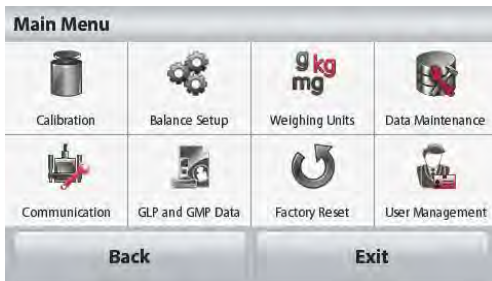 Main Menu
g kg
mg
Calibration Balance Setup Weighing Units Data Maintenance
Communication GLP and GMP Data Factory Reset User Management
Back Exit